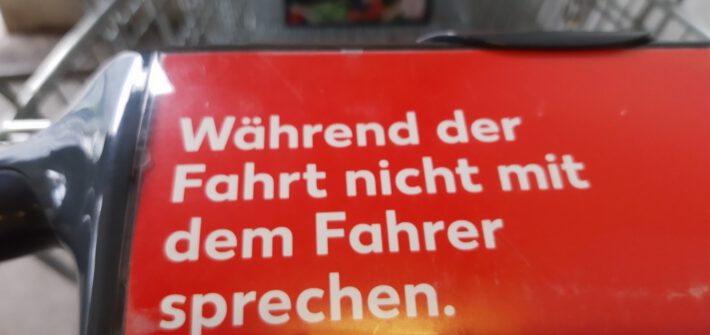 Während der
Fahrt nicht mit
dem Fahrer
sprechen.